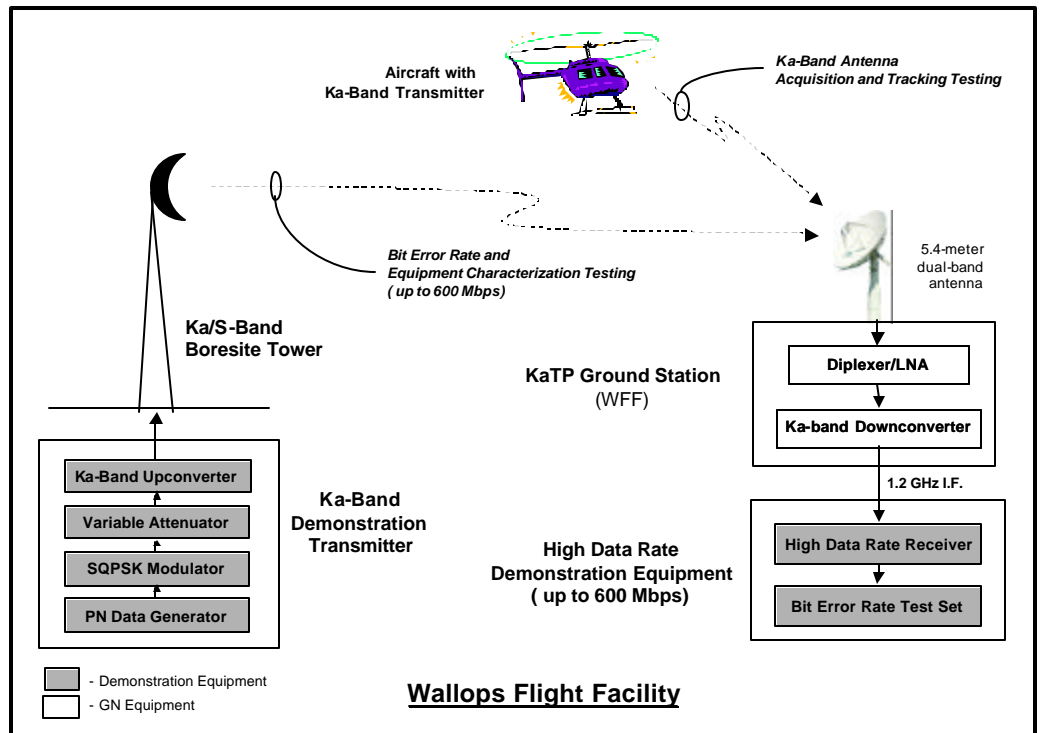 Aircraft with
Ka-Band Transmitter
Ka-Band Antenna
Acquisition and Tracking Testing
Bit Error Rate and
Equipment Characterization Testing
( up to 600 Mbps)
5.4-meter
dual-band
antenna
Ka/S-Band
Boresite Tower
KaTP Ground Station
(WFF)
Diplexer/LNA
Ka-band Downconverter
1.2 GHz I.F.
Ka-Band Upconverter
Variable Attenuator
SQPSK Modulator
PN Data Generator
Ka-Band
Demonstration
Transmitter
High Data Rate
Demonstration Equipment
( up to 600 Mbps)
High Data Rate Receiver
Bit Error Rate Test Set
- Demonstration Equipment
- GN Equipment
Wallops Flight Facility